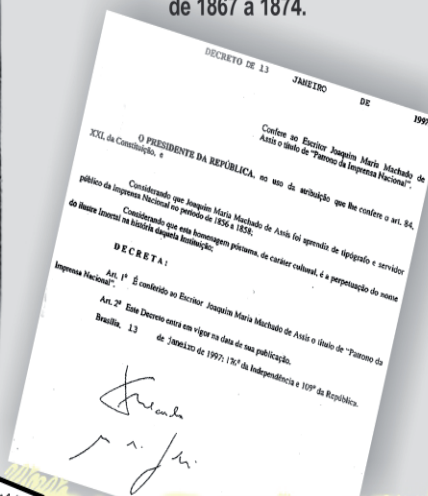 de 1867 a 1874.
DECRETO DE 13 JANEIRO DE 1997
Confere ao Escritor Joaquim Maria Machado de
Assis o título de "Patrono da Imprensa Nacional".
O PRESIDENTE DA REPÚBLICA, no uso da atribuição que lhe confere o art. 84,
XXI, da Constituição, e
Considerando que Joaquim Maria Machado de Assis foi aprendiz de tipógrafo e servidor
público da Imprensa Nacional no período de 1856 a 1858;
Considerando que esta homenagem póstuma, de caráter cultural, é a perpetuação do nome
do ilustre Imortal na história daquela Instituição;
DECRETA:
Art. 1º É conferido ao Escritor Joaquim Maria Machado de Assis o título de "Patrono da
Imprensa Nacional".
Art. 2º Este Decreto entra em vigor na data de sua publicação.
Brasília, 13 de janeiro de 1997; 176º da Independência e 109º da República.